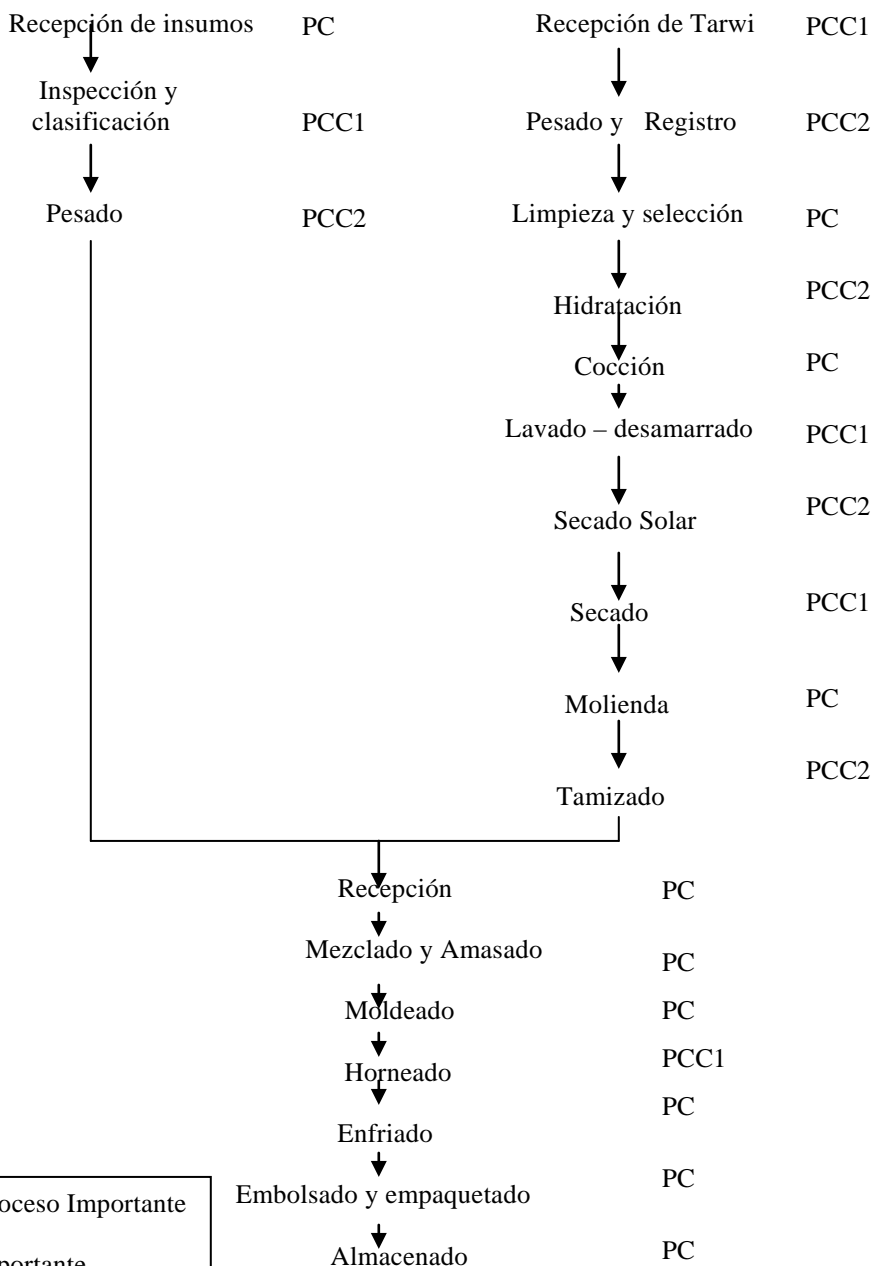 Recepción de insumos PC
Inspección y
clasificación PCC1
Pesado PCC2
Recepción de Tarwi PCC1
Pesado y Registro PCC2
Limpieza y selección PC
Hidratación PCC2
Cocción PC
Lavado – desamarrado PCC1
Secado Solar PCC2
Secado PCC1
Molienda PC
Tamizado PCC2
Recepción PC
Mezclado y Amasado PC
Moldeado PC
Horneado PCC1
Enfriado PC
Embolsado y empaquetado PC
Almacenado PC
Importante